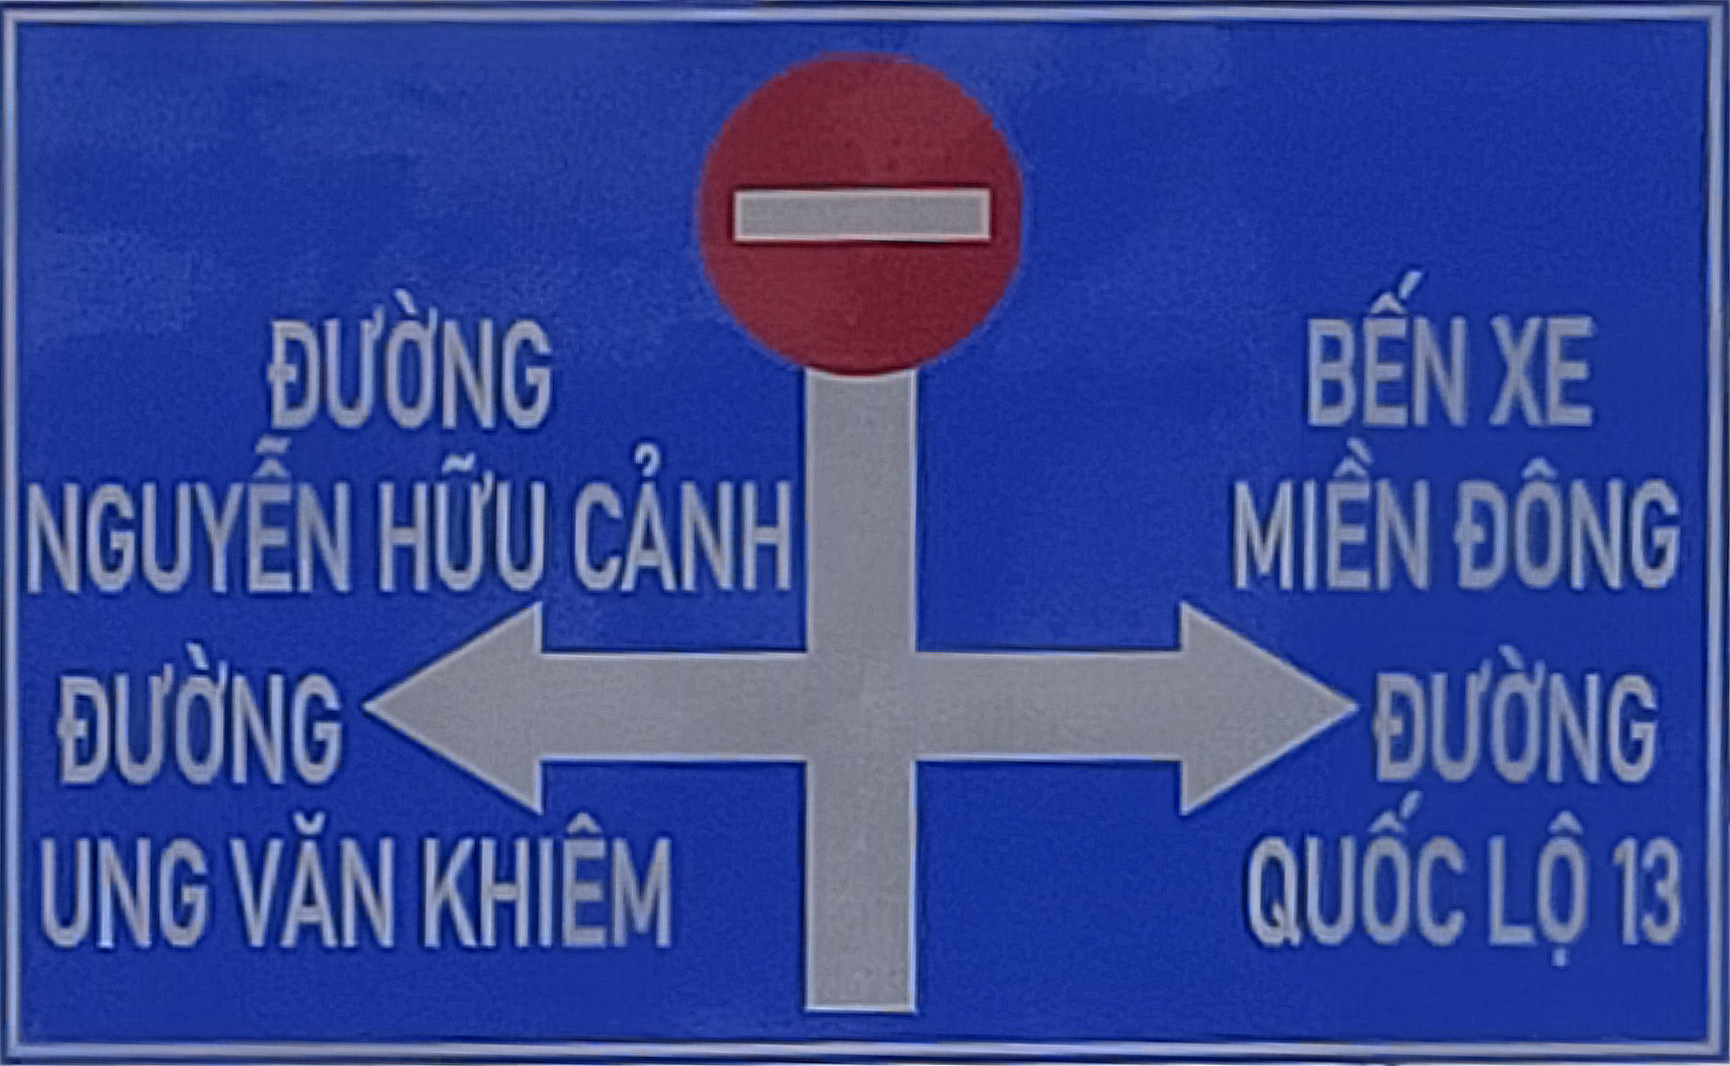 ĐƯỜNG
NGUYỄN HỮU CẢNH
ĐƯỜNG
UNG VĂN KHIÊM
BẾN XE
MIỀN ĐÔNG
ĐƯỜNG
QUỐC LỘ 13